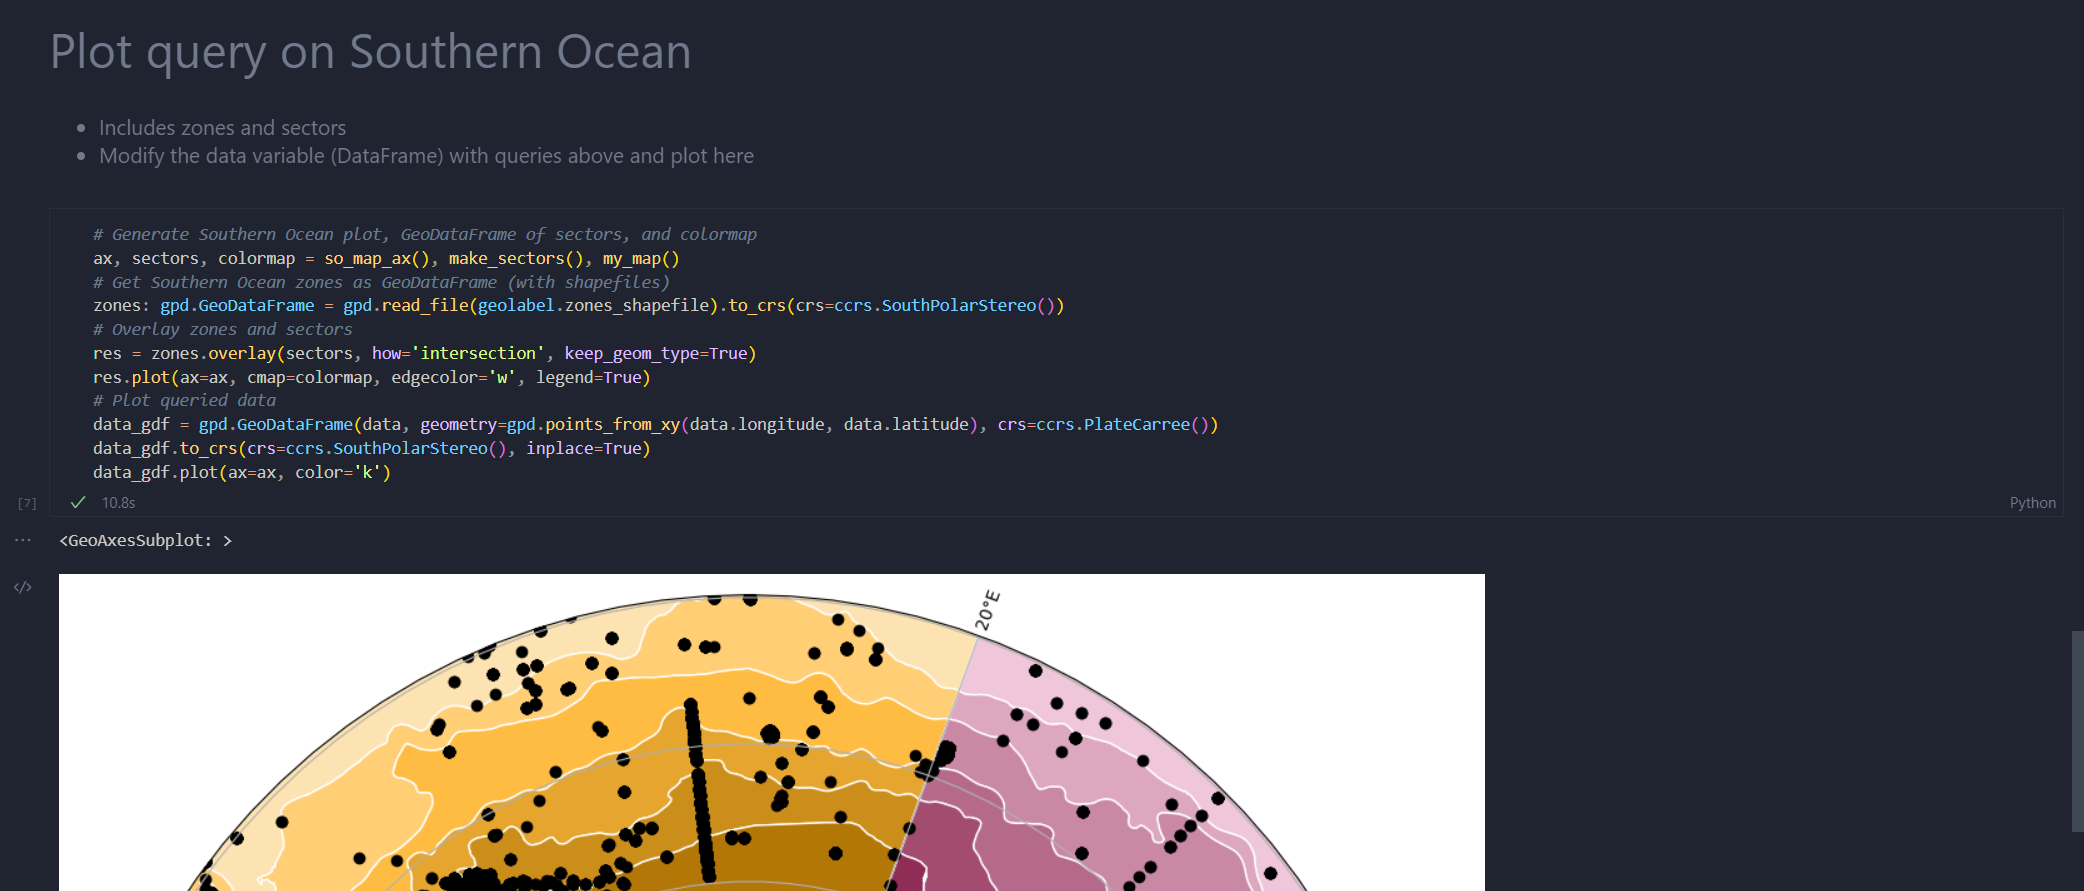 Plot query on Southern Ocean
Includes zones and sectors
Modify the data variable (DataFrame) with queries above and plot here
# Generate Southern Ocean plot, GeoDataFrame of sectors, and colormap
ax, sectors, colormap = so_map_ax(), make_sectors(), my_map()
# Get Southern Ocean zones as GeoDataFrame (with shapefiles)
zones: gpd.GeoDataFrame = gpd.read_file(geolabel.zones_shapefile).to_crs(crs=ccrs.SouthPolarStereo())
# Overlay zones and sectors
res = zones.overlay(sectors, how='intersection', keep_geom_type=True)
res.plot(ax=ax, cmap=colormap, edgecolor='w', legend=True)
# Plot queried data
data_gdf = gpd.GeoDataFrame(data, geometry=gpd.points_from_xy(data.longitude, data.latitude), crs=ccrs.PlateCarree())
data_gdf.to_crs(crs=ccrs.SouthPolarStereo(), inplace=True)
data_gdf.plot(ax=ax, color='k')
[7] 10.8s Python
<GeoAxesSubplot: >
20°E